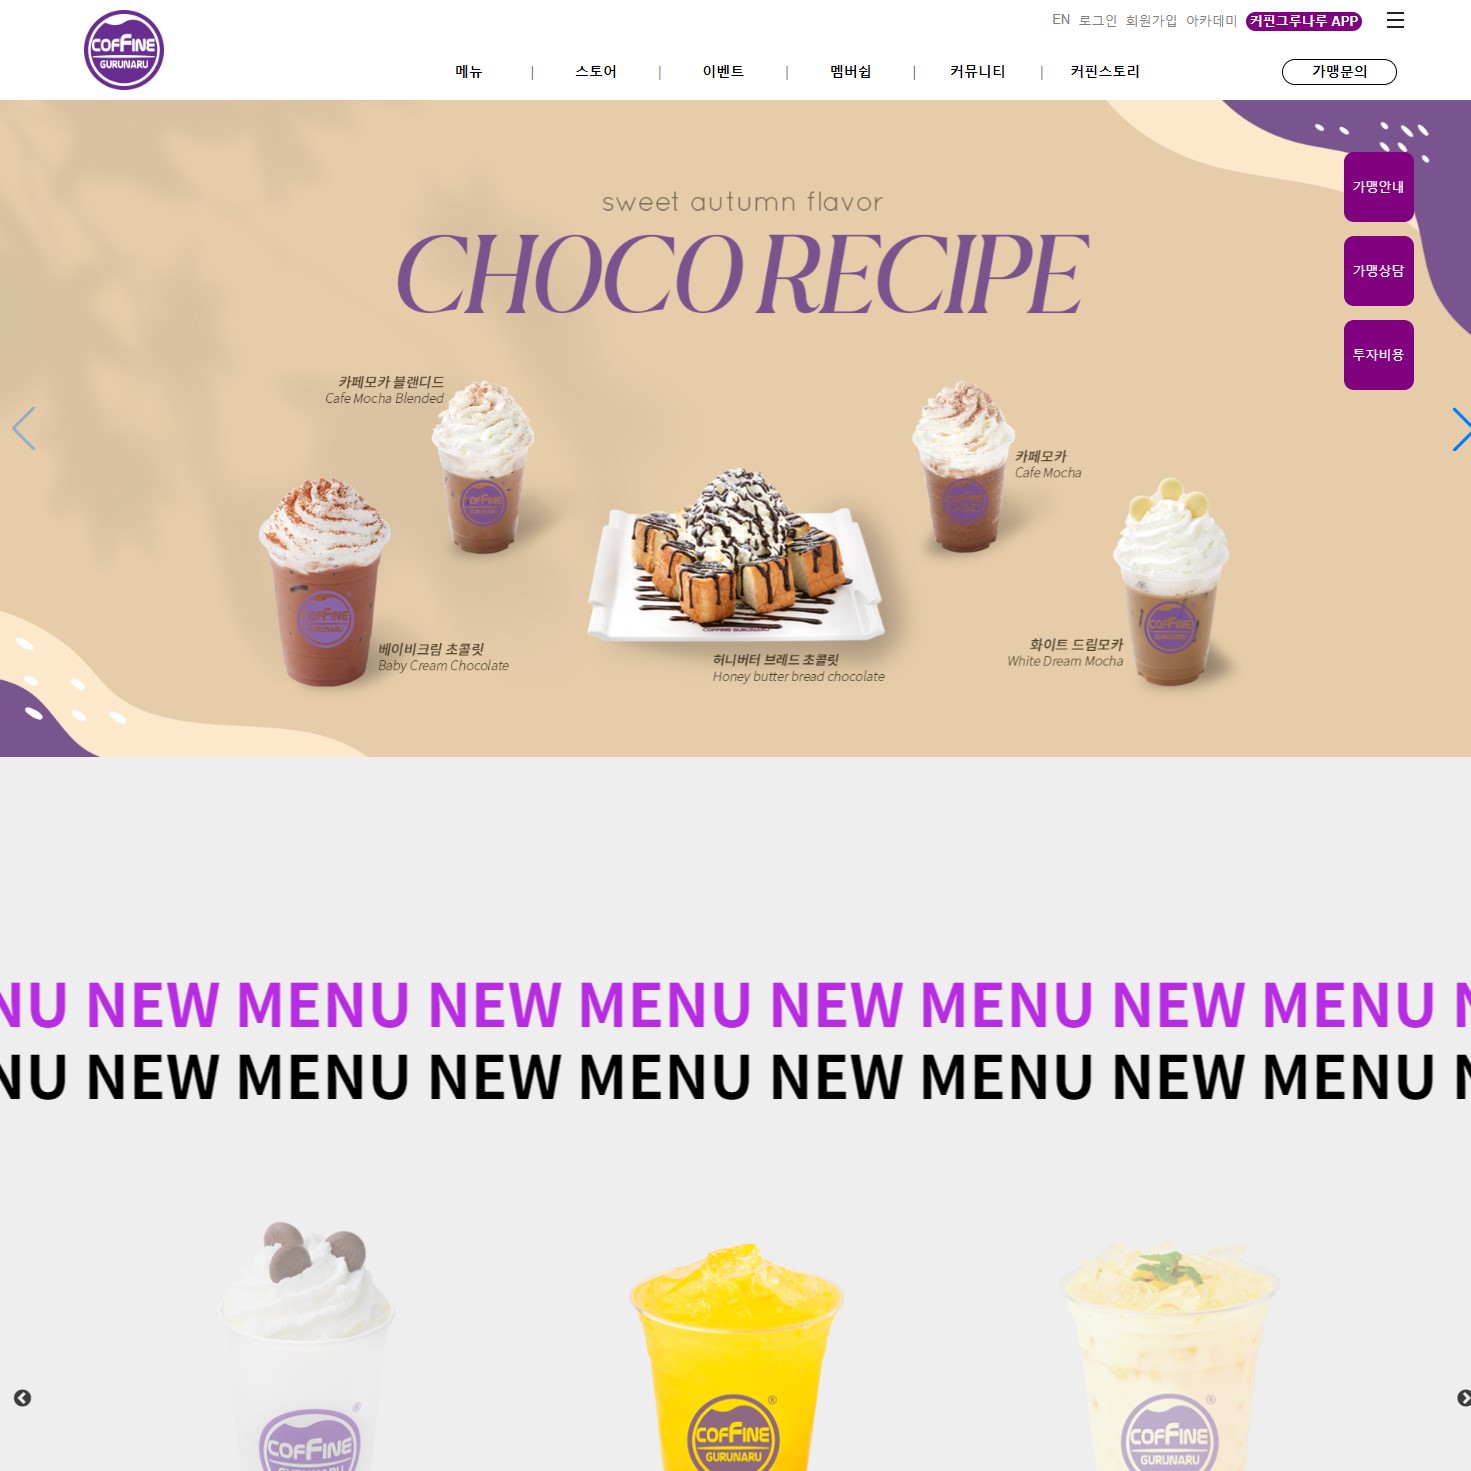 COFFINE
GURUNARU
EN 로그인 회원가입 아카데미 커핀그루나루 APP
메뉴 | 스토어 | 이벤트 | 멤버쉽 | 커뮤니티 | 커핀스토리
가맹문의
가맹안내
가맹상담
투자비용
sweet autumn flavor
CHOCO RECIPE
카페모카 블랜디드
Cafe Mocha Blended
카페모카
Cafe Mocha
COFFINE
GURUNARU
베이비크림 초콜릿
Baby Cream Chocolate
COFFINE GURUNARU
허니버터 브레드 초콜릿
Honey butter bread chocolate
화이트 드림모카
White Dream Mocha
COFFINE
GURUNARU
NU NEW MENU NEW MENU NEW MENU NEW MENU N
NU NEW MENU NEW MENU NEW MENU NEW MENU N
COFFINE
GURUNARU
COFFINE
GURUNARU
COFFINE
GURUNARU